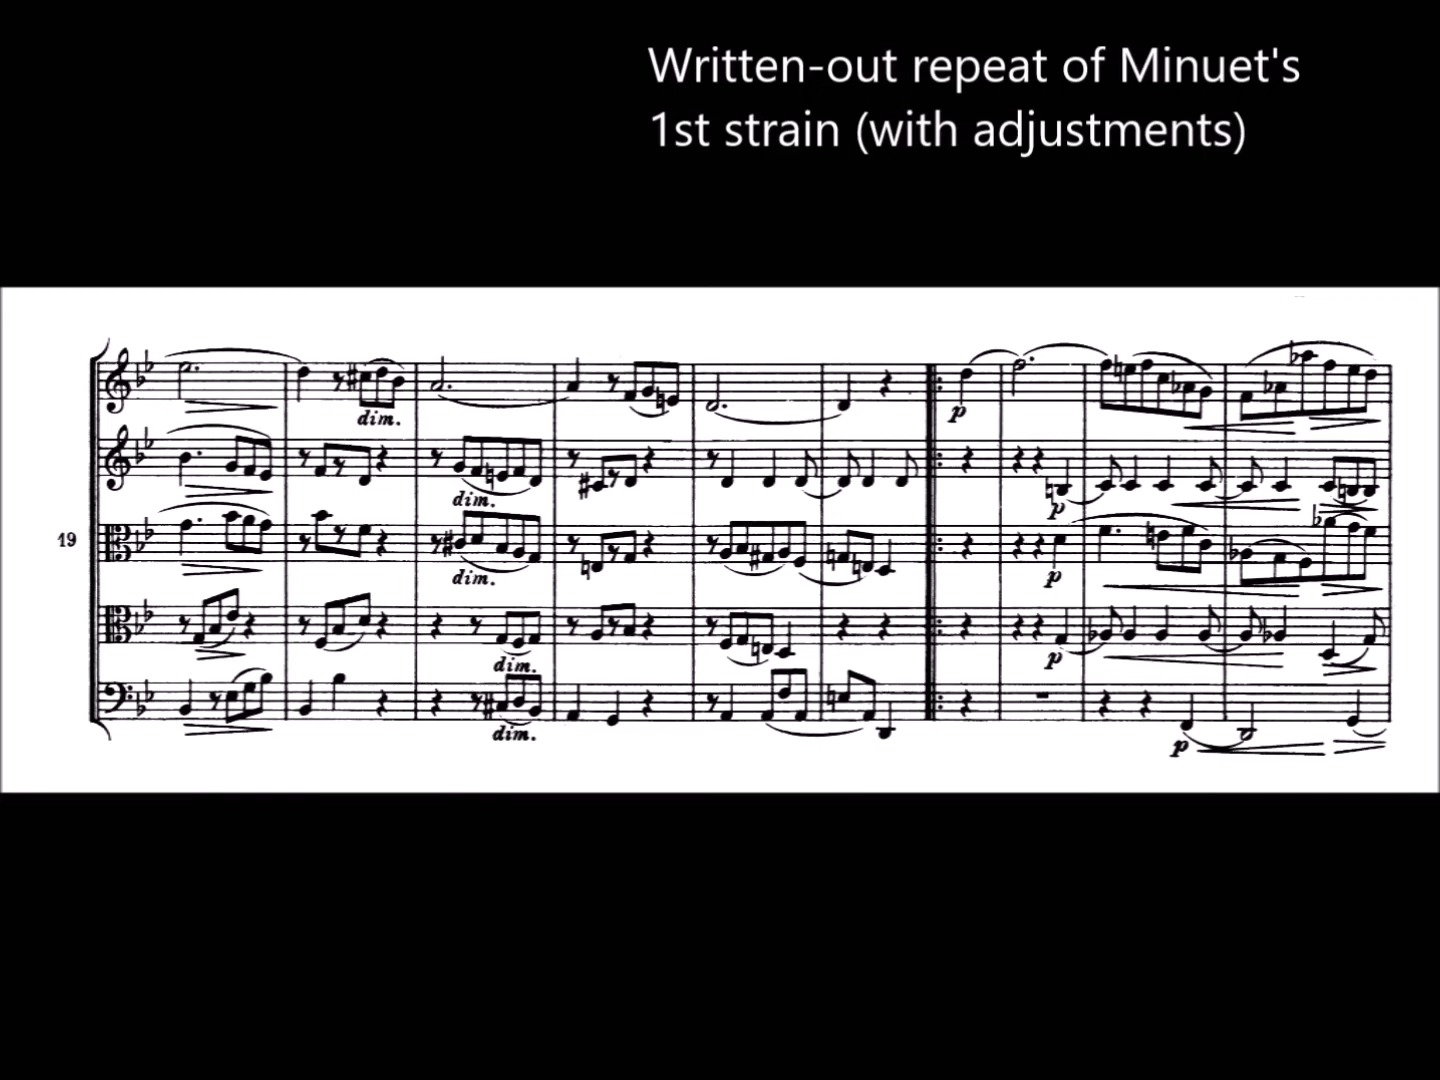 Written-out repeat of Minuet's
1st strain (with adjustments)
dim.
p
dim.
p
19
dim.
p
dim.
p
dim.
p